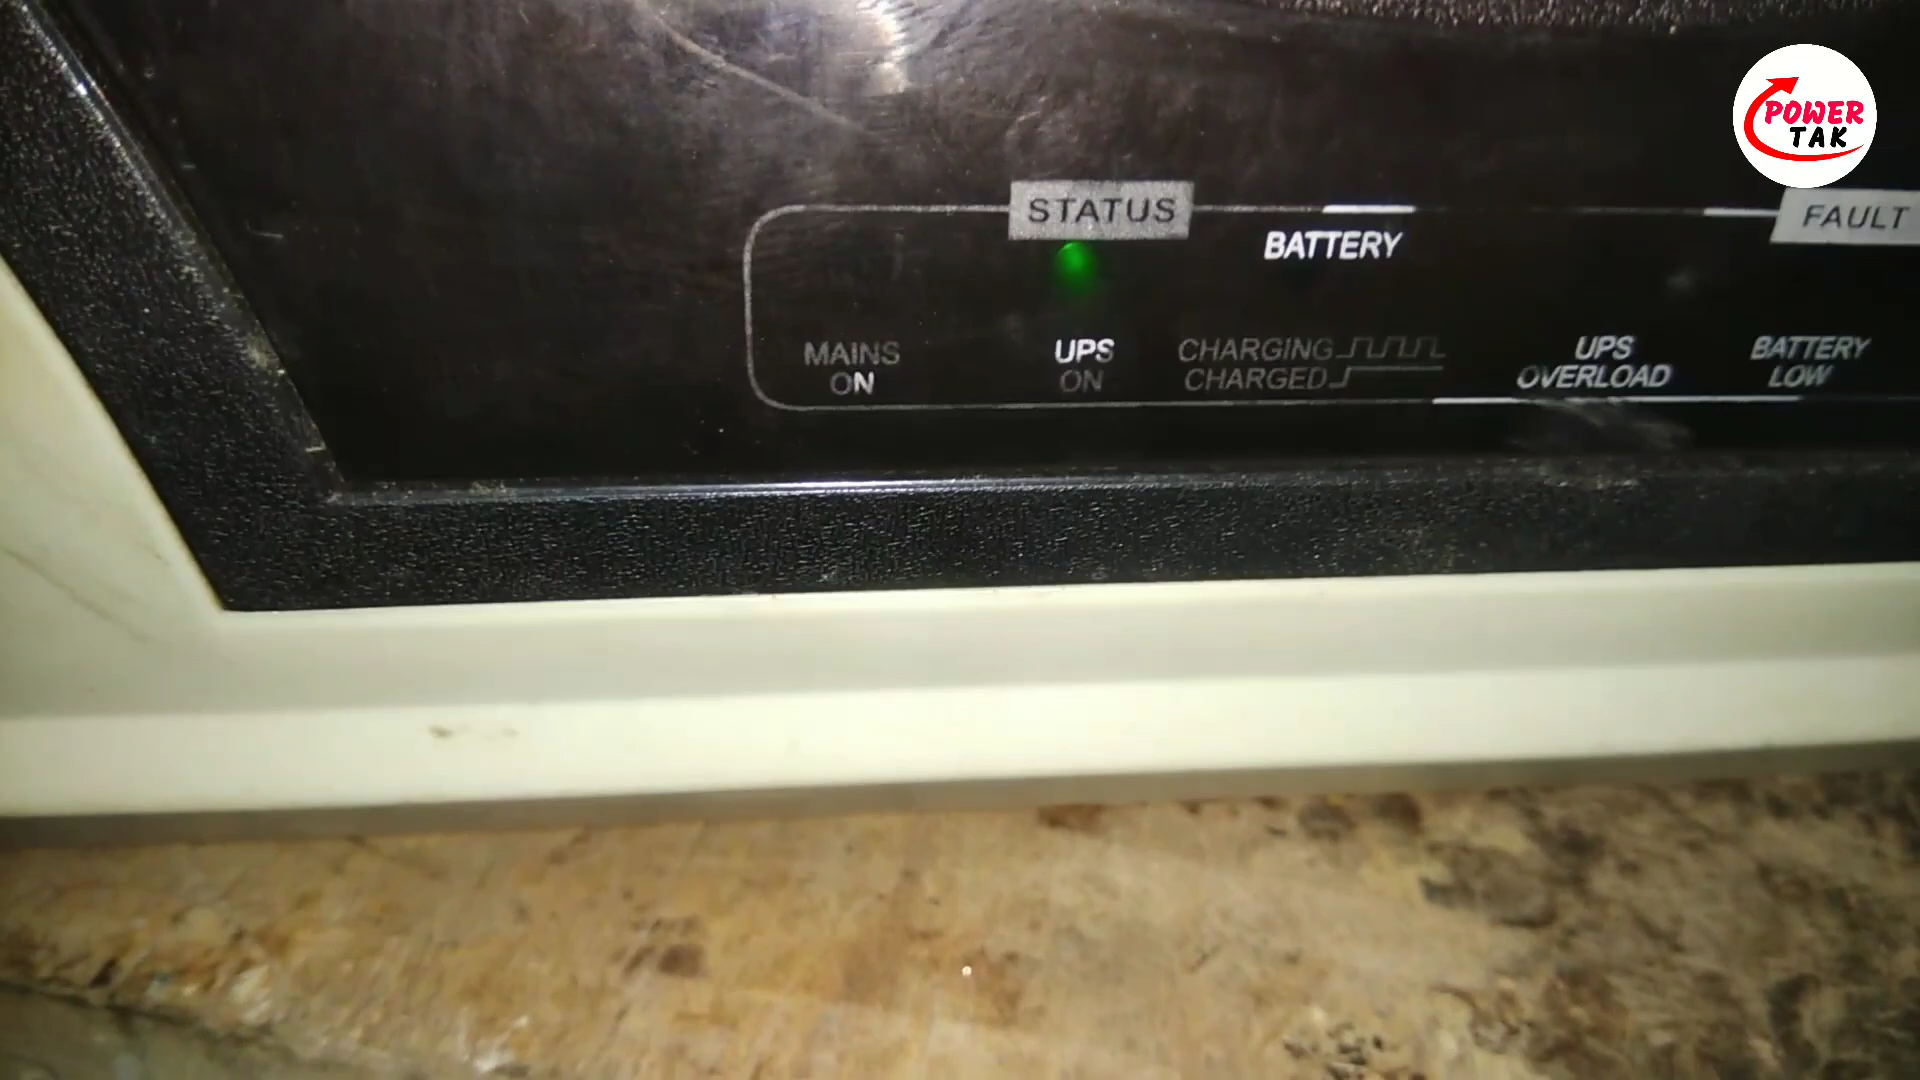 POWER
TAK
STATUS
FAULT
BATTERY
MAINS
ON
UPS
ON
CHARGING
CHARGED
UPS
OVERLOAD
BATTERY
LOW